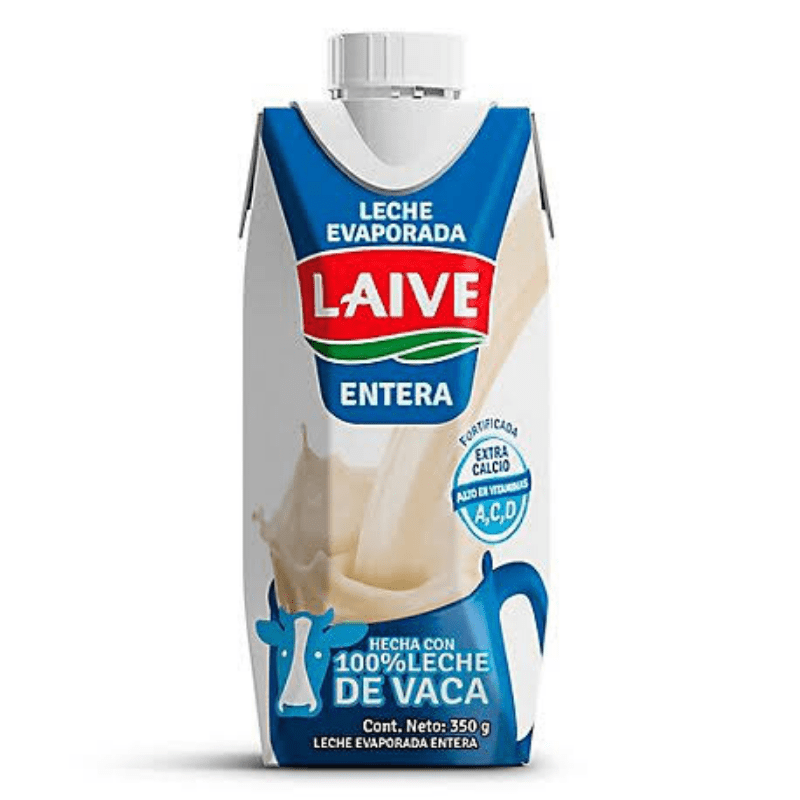 LECHE
EVAPORADA
LAIVE
ENTERA
FORTIFICADA
EXTRA
CALCIO
ALTO EN VITAMINAS
A,C,D
HECHA CON
100%LECHE
DE VACA
Cont. Neto: 350 g
LECHE EVAPORADA ENTERA